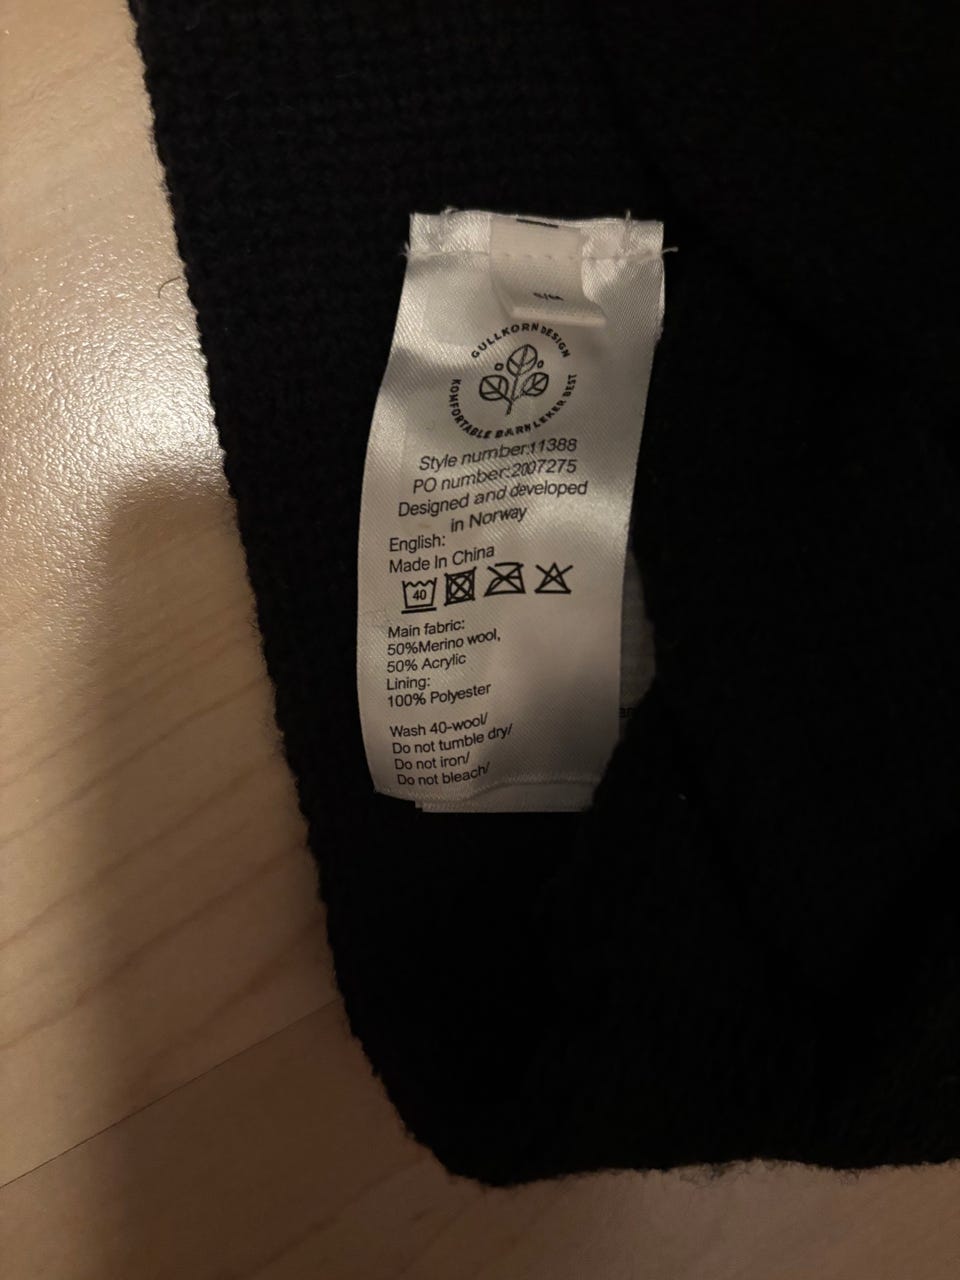 S/M
GULLKORN DESIGN
KOMFORTABLE BARN LEKER BEST
Style number:11388
PO number:2007275
Designed and developed
in Norway
English:
Made In China
40
Main fabric:
50%Merino wool,
50% Acrylic
Lining:
100% Polyester
Wash 40-wool/
Do not tumble dry/
Do not iron/
Do not bleach/